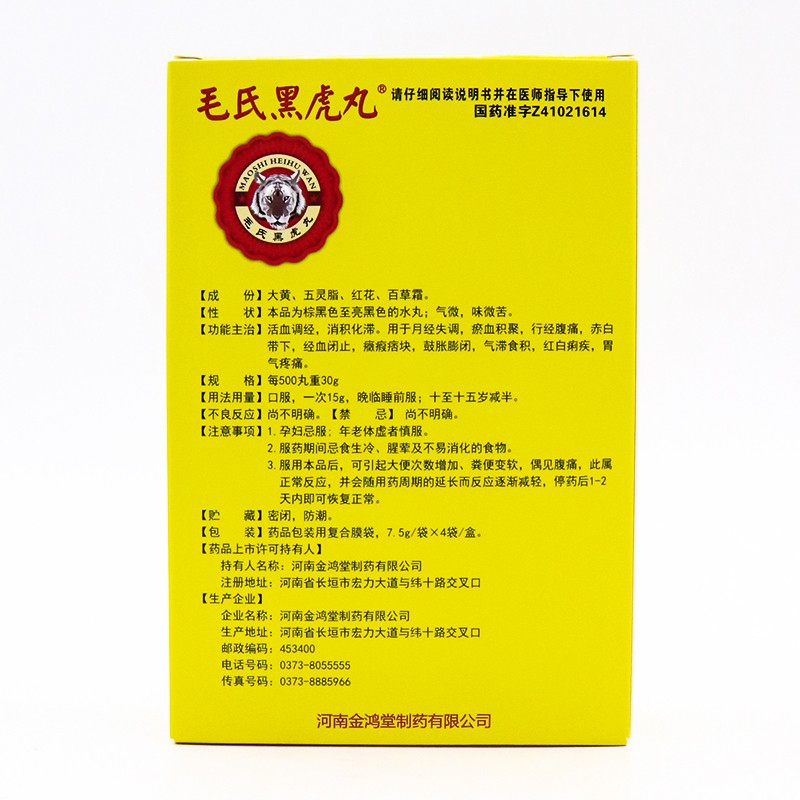 毛氏黑虎丸®
请仔细阅读说明书并在医师指导下使用
国药准字Z41021614
MAOSHI HEIHU WAN
毛氏黑虎丸
【成　份】大黄、五灵脂、红花、百草霜。
【性　状】本品为棕黑色至亮黑色的水丸；气微，味微苦。
【功能主治】活血调经，消积化滞。用于月经失调，瘀血积聚，行经腹痛，赤白
带下，经血闭止，癥瘕痞块，鼓胀膨闭，气滞食积，红白痢疾，胃
气疼痛。
【规　格】每500丸重30g
【用法用量】口服，一次15g，晚临睡前服；十至十五岁减半。
【不良反应】尚不明确。【禁　忌】 尚不明确。
【注意事项】1. 孕妇忌服；年老体虚者慎服。
2. 服药期间忌食生冷、腥荤及不易消化的食物。
3. 服用本品后，可引起大便次数增加、粪便变软，偶见腹痛，此属
正常反应，并会随用药周期的延长而反应逐渐减轻，停药后1-2
天内即可恢复正常。
【贮　藏】密闭，防潮。
【包　装】药品包装用复合膜袋，7.5g/袋×4袋/盒。
【药品上市许可持有人】
持有人名称：河南金鸿堂制药有限公司
注册地址：河南省长垣市宏力大道与纬十路交叉口
【生产企业】
企业名称：河南金鸿堂制药有限公司
生产地址：河南省长垣市宏力大道与纬十路交叉口
邮政编码：453400
电话号码：0373-8055555
传真号码：0373-8885966
河南金鸿堂制药有限公司